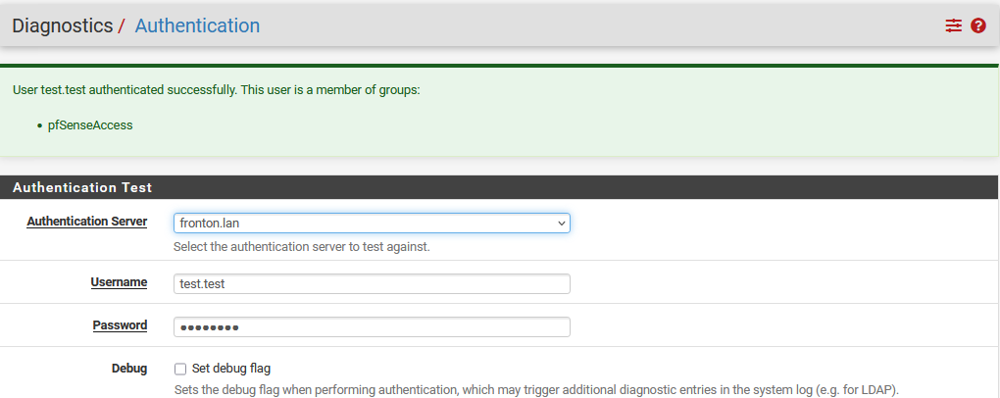 Diagnostics / Authentication
User test.test authenticated successfully. This user is a member of groups:
• pfSenseAccess
Authentication Test
Authentication Server
fronton.lan
Select the authentication server to test against.
Username
test.test
Password
••••••••
Debug
Set debug flag
Sets the debug flag when performing authentication, which may trigger additional diagnostic entries in the system log (e.g. for LDAP).